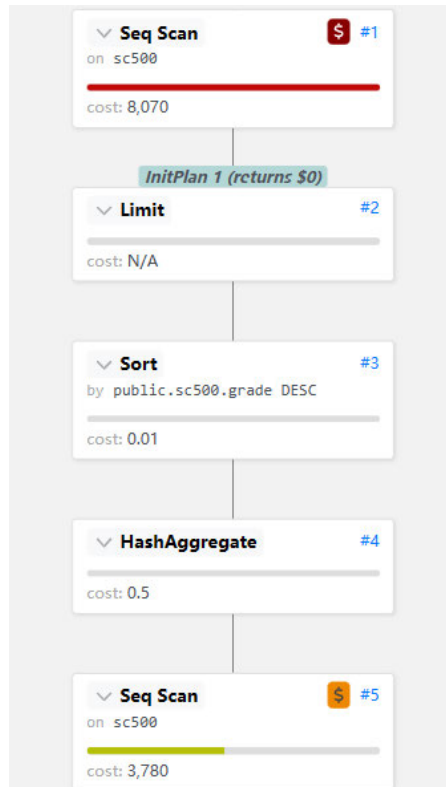 Seq Scan $ #1
on sc500
cost: 8,070
InitPlan 1 (returns $0)
Limit #2
cost: N/A
Sort #3
by public.sc500.grade DESC
cost: 0.01
HashAggregate #4
cost: 0.5
Seq Scan $ #5
on sc500
cost: 3,780